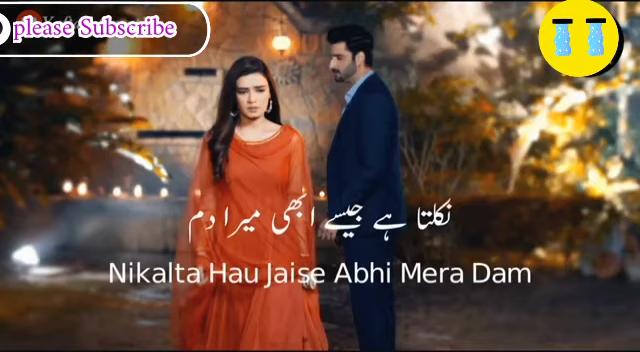 please Subscribe
نکلتا ہے جیسے ابھی میرا دم
Nikalta Hau Jaise Abhi Mera Dam